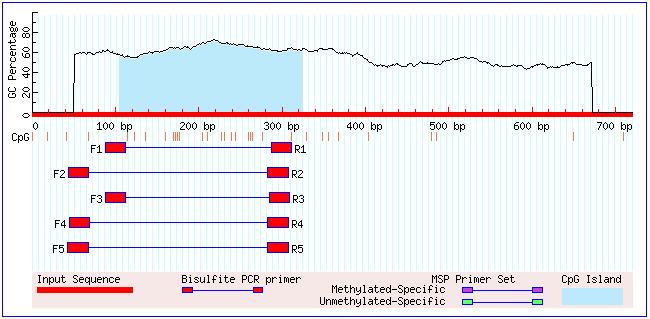 GC Percentage
0 20 40 60 80
0 100 bp 200 bp 300 bp 400 bp 500 bp 600 bp 700 bp
CpG
F1 R1
F2 R2
F3 R3
F4 R4
F5 R5
Input Sequence Bisulfite PCR primer MSP Primer Set CpG Island
Methylated-Specific
Unmethylated-Specific